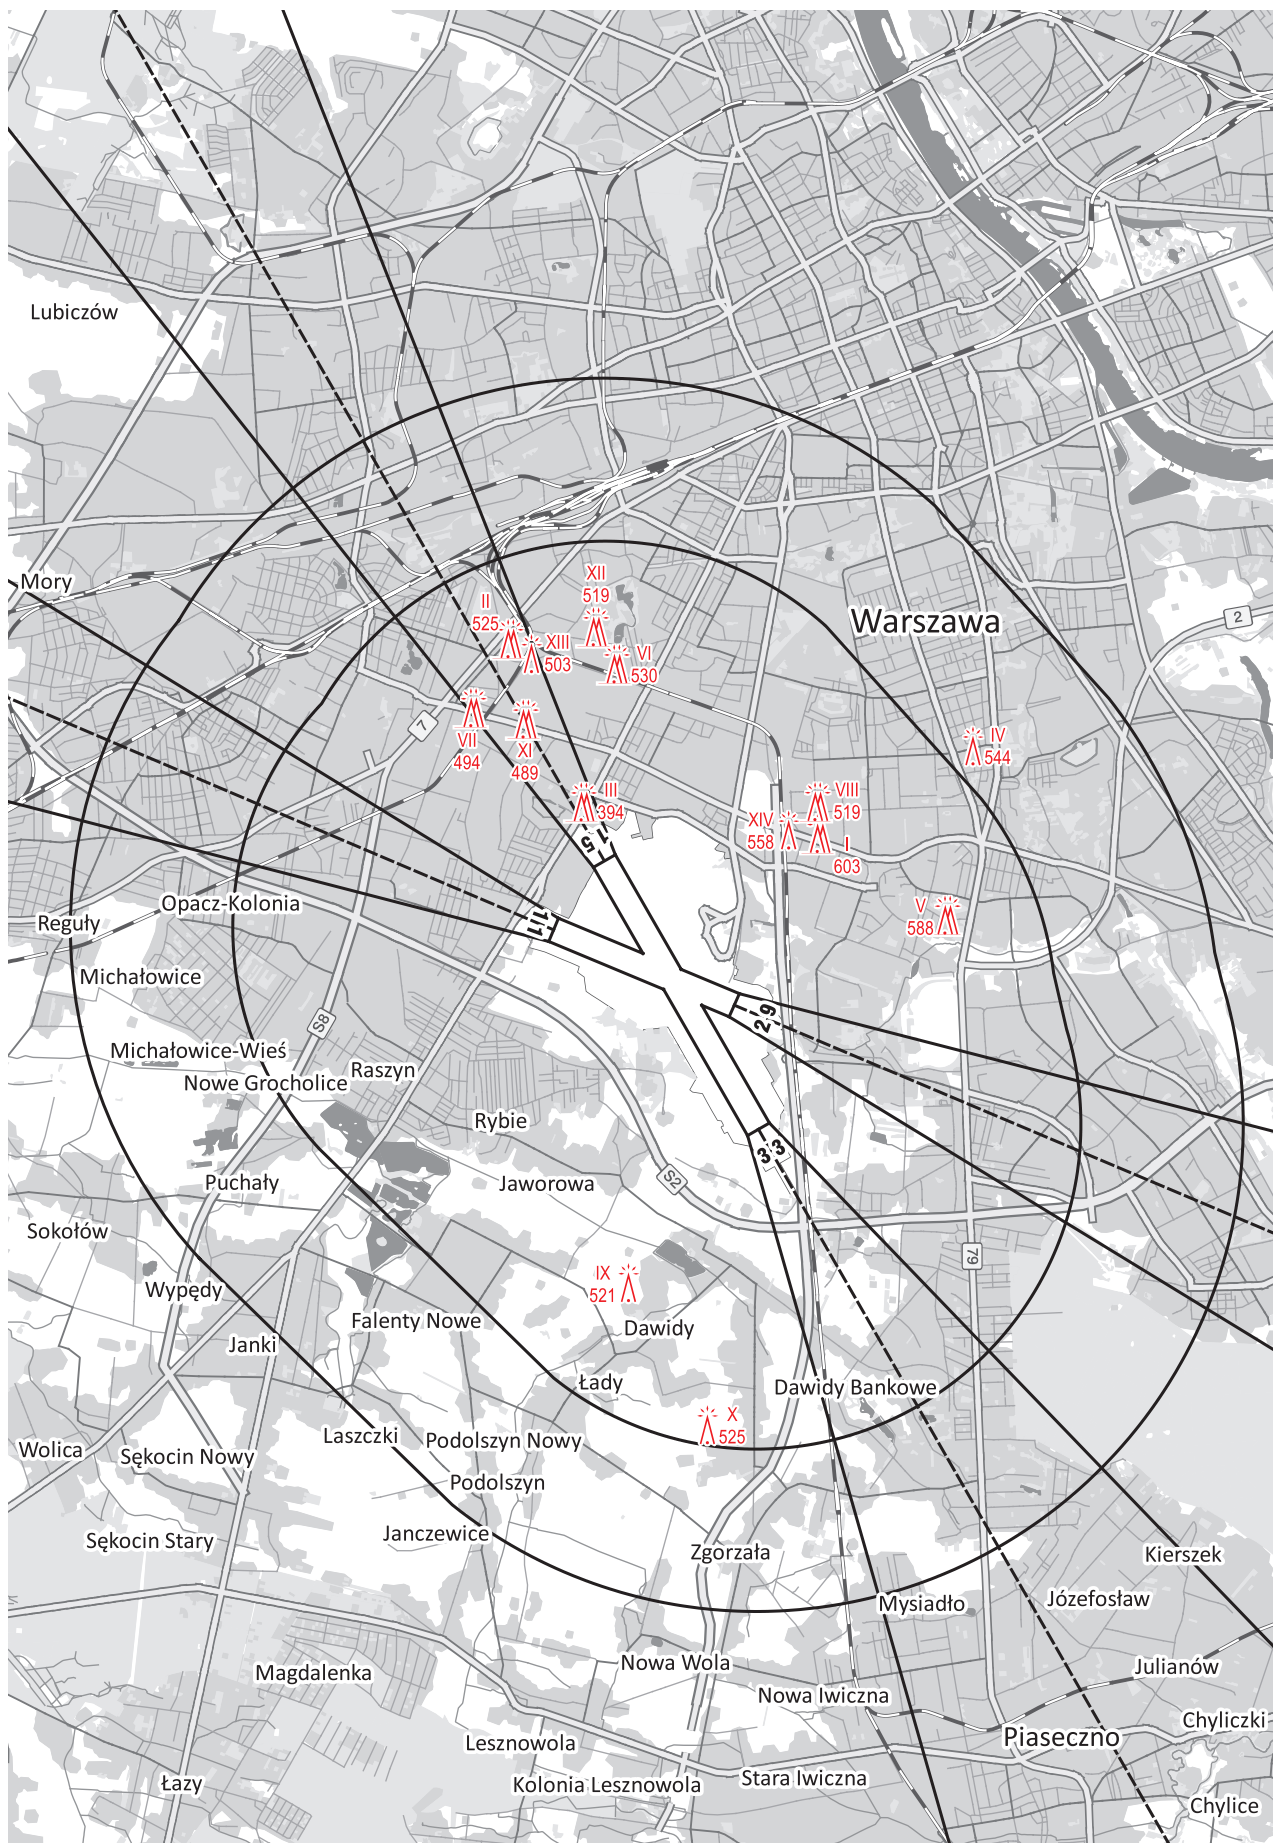 Lubiczów
Mory
XII
519
II
525
XIII
503
VI
530
Warszawa
2
7
VII
494
XI
489
IV
544
III
394
VIII
519
XIV
558
I
603
15
11
Opacz-Kolonia
Reguły
V
588
Michałowice
29
S8
Michałowice-Wieś
Nowe Grocholice
Raszyn
Rybie
33
Puchały
Jaworowa
S2
Sokołów
79
Wypędy
IX
521
Falenty Nowe
Dawidy
Janki
Łady
Dawidy Bankowe
X
525
Laszczki
Podolszyn Nowy
Wolica
Sękocin Nowy
Podolszyn
Sękocin Stary
Janczewice
Zgorzała
Kierszek
Mysiadło
Józefosław
Magdalenka
Nowa Wola
Julianów
Nowa Iwiczna
Chyliczki
Piaseczno
Lesznowola
Łazy
Kolonia Lesznowola
Stara Iwiczna
Chylice